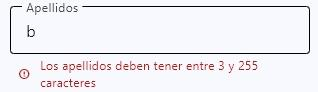 Apellidos
b
Los apellidos deben tener entre 3 y 255
caracteres